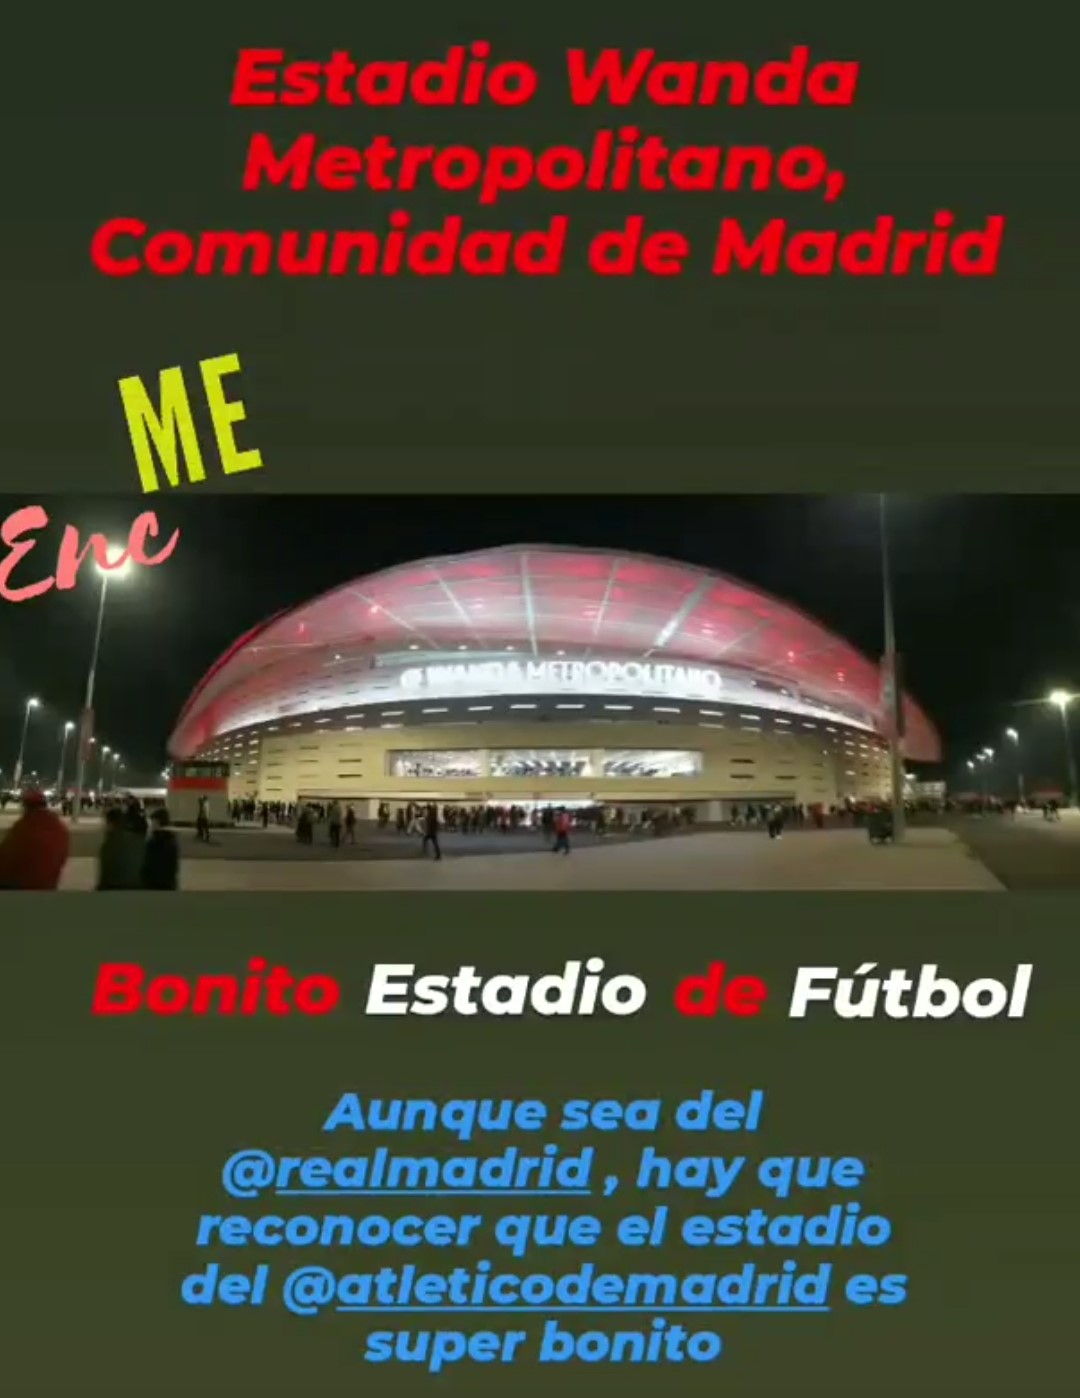 Estadio Wanda
Metropolitano,
Comunidad de Madrid
ME
Enc
WANDA METROPOLITANO
Bonito Estadio de Fútbol
Aunque sea del
@realmadrid , hay que
reconocer que el estadio
del @atleticodemadrid es
super bonito